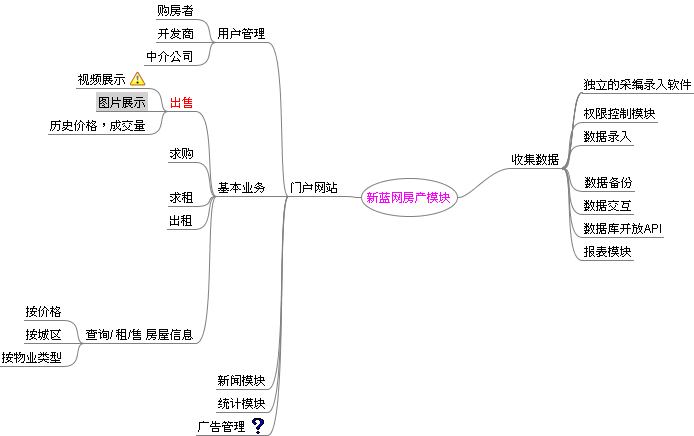 新蓝网房产模块
门户网站
用户管理
购房者
开发商
中介公司
基本业务
出售
视频展示
图片展示
历史价格，成交量
求购
求租
出租
查询/ 租/售 房屋信息
按价格
按城区
按物业类型
新闻模块
统计模块
广告管理
收集数据
独立的采编录入软件
权限控制模块
数据录入
数据备份
数据交互
数据库开放API
报表模块